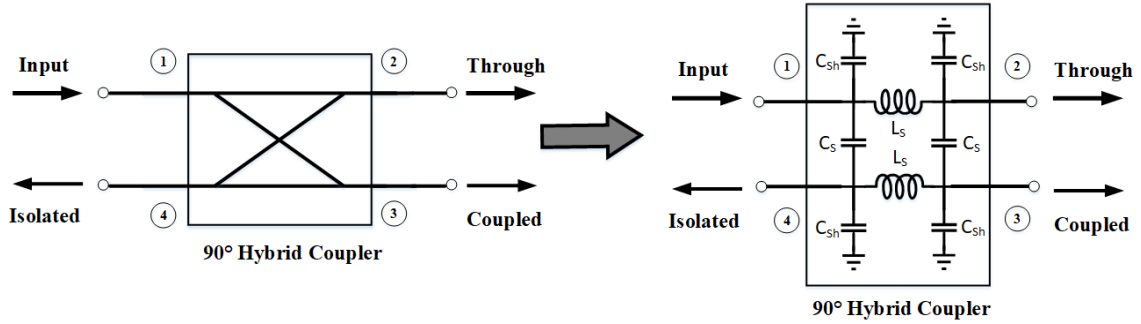 1
2
Input
Through
Isolated
Coupled
4
3
90° Hybrid Coupler
1
2
CSh
CSh
Input
Through
LS
CS
CS
LS
Isolated
Coupled
4
3
CSh
CSh
90° Hybrid Coupler